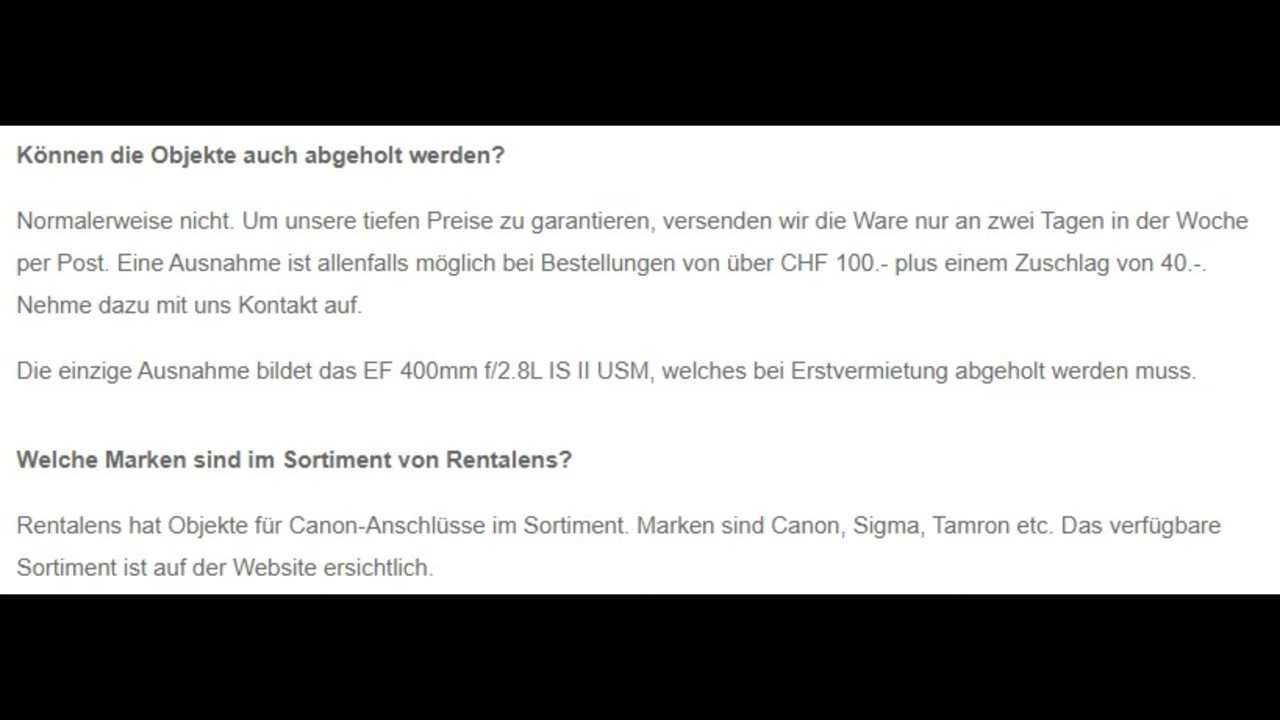 Können die Objekte auch abgeholt werden?
Normalerweise nicht. Um unsere tiefen Preise zu garantieren, versenden wir die Ware nur an zwei Tagen in der Woche
per Post. Eine Ausnahme ist allenfalls möglich bei Bestellungen von über CHF 100.- plus einem Zuschlag von 40.-.
Nehme dazu mit uns Kontakt auf.
Die einzige Ausnahme bildet das EF 400mm f/2.8L IS II USM, welches bei Erstvermietung abgeholt werden muss.
Welche Marken sind im Sortiment von Rentalens?
Rentalens hat Objekte für Canon-Anschlüsse im Sortiment. Marken sind Canon, Sigma, Tamron etc. Das verfügbare
Sortiment ist auf der Website ersichtlich.